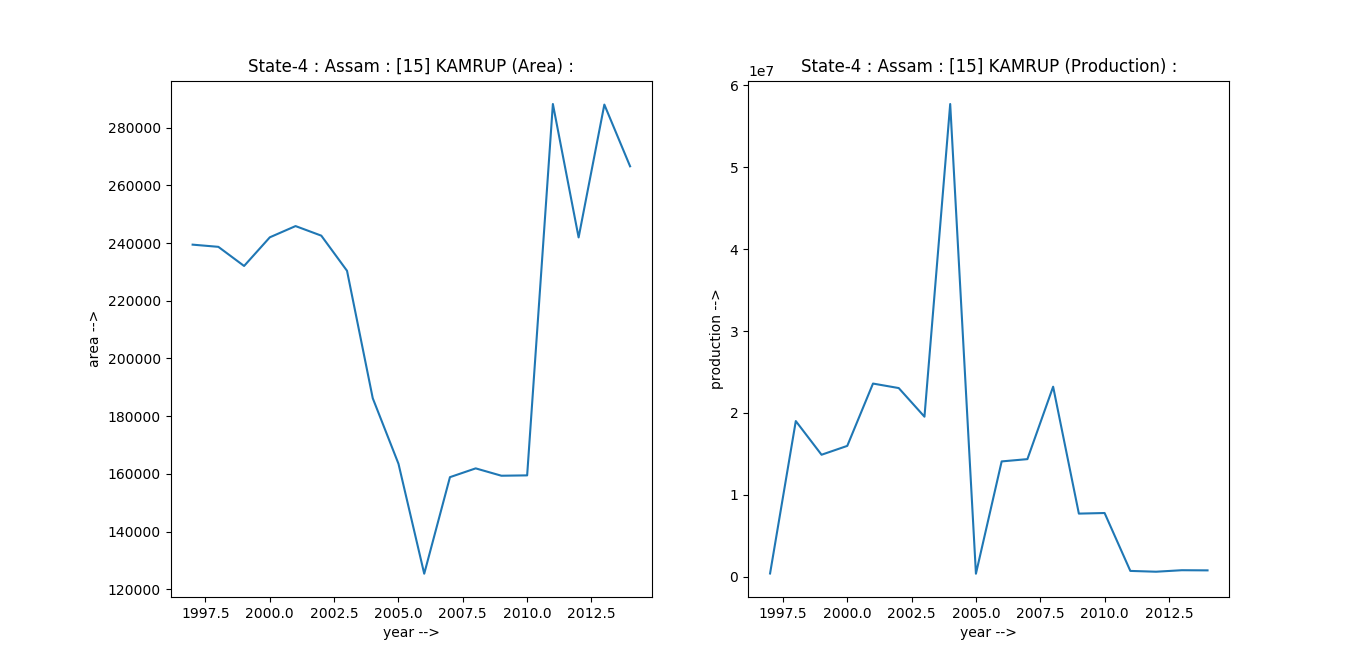 State-4 : Assam : [15] KAMRUP (Area) :
280000
260000
240000
220000
200000
180000
160000
140000
120000
area -->
1997.5 2000.0 2002.5 2005.0 2007.5 2010.0 2012.5
year -->
State-4 : Assam : [15] KAMRUP (Production) :
1e7
6
5
4
3
2
1
0
production -->
1997.5 2000.0 2002.5 2005.0 2007.5 2010.0 2012.5
year -->